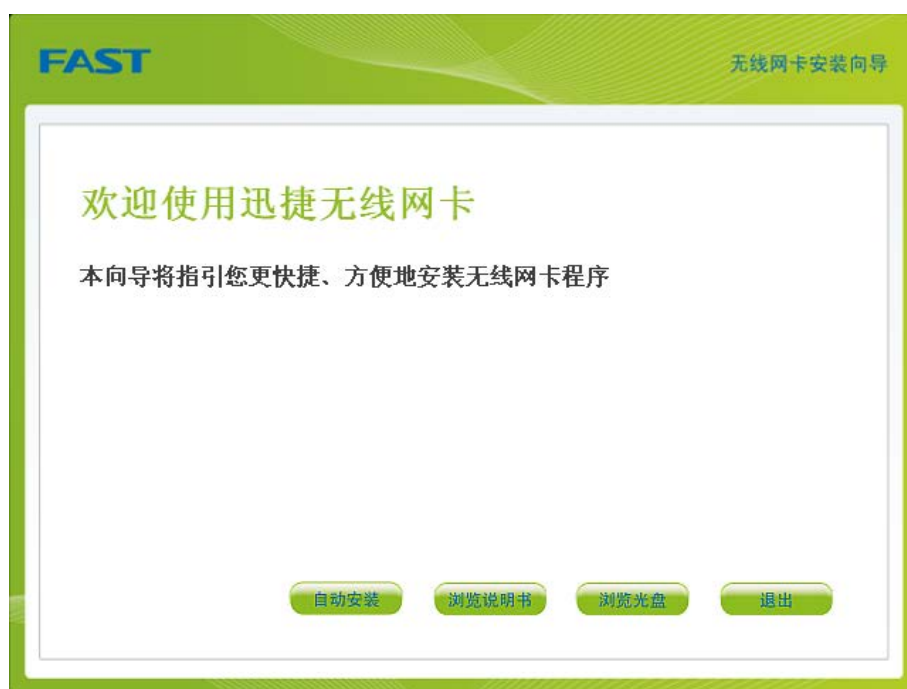 FAST
无线网卡安装向导
欢迎使用迅捷无线网卡
本向导将指引您更快捷、方便地安装无线网卡程序
自动安装
浏览说明书
浏览光盘
退出